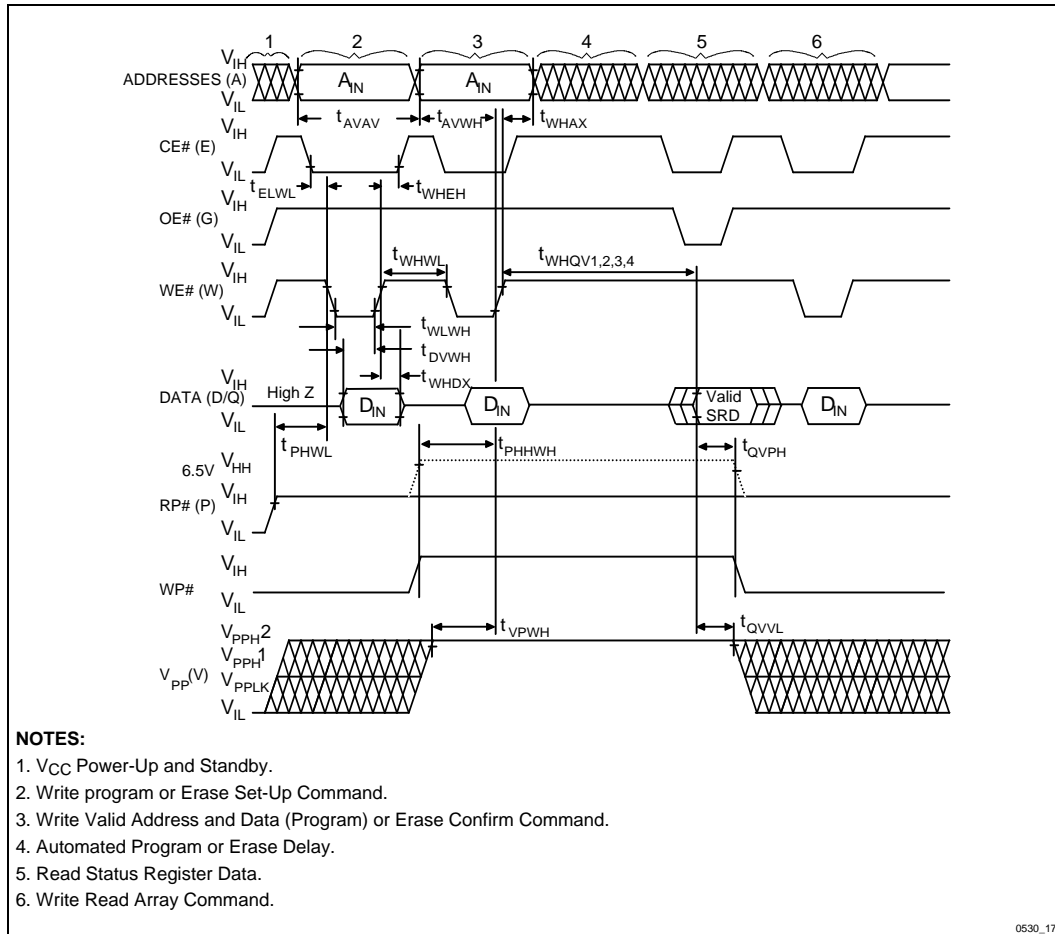 1 2 3 4 5 6
VIH
ADDRESSES (A) AIN AIN
VIL
tAVAV tAVWH tWHAX
VIH
CE# (E)
VIL
tELWL tWHEH
VIH
OE# (G)
VIL
tWHWL tWHQV1,2,3,4
VIH
WE# (W)
VIL
tWLWH
tDVWH
tWHDX
VIH
DATA (D/Q) High Z DIN DIN Valid SRD DIN
VIL
tPHWL tPHHWH tQVPH
6.5V VHH
VIH
RP# (P)
VIL
VIH
WP#
VIL
tVPWH tQVVL
VPPH2
VPPH1
VPP(V) VPPLK
VIL
NOTES:
1. VCC Power-Up and Standby.
2. Write program or Erase Set-Up Command.
3. Write Valid Address and Data (Program) or Erase Confirm Command.
4. Automated Program or Erase Delay.
5. Read Status Register Data.
6. Write Read Array Command.
0530_17